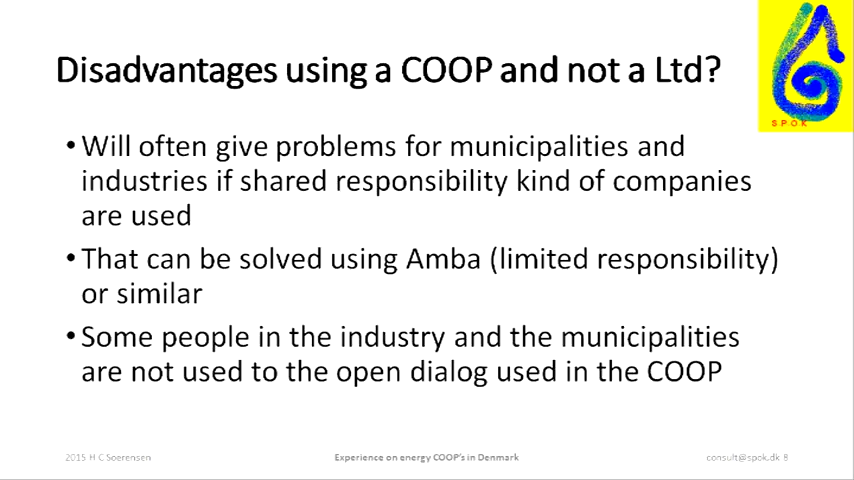 Disadvantages using a COOP and not a Ltd?
SPOK
• Will often give problems for municipalities and
industries if shared responsibility kind of companies
are used
• That can be solved using Amba (limited responsibility)
or similar
• Some people in the industry and the municipalities
are not used to the open dialog used in the COOP
2015 H.C Soerensen
Experience on energy COOP's in Denmark
consult@spok.dk 8